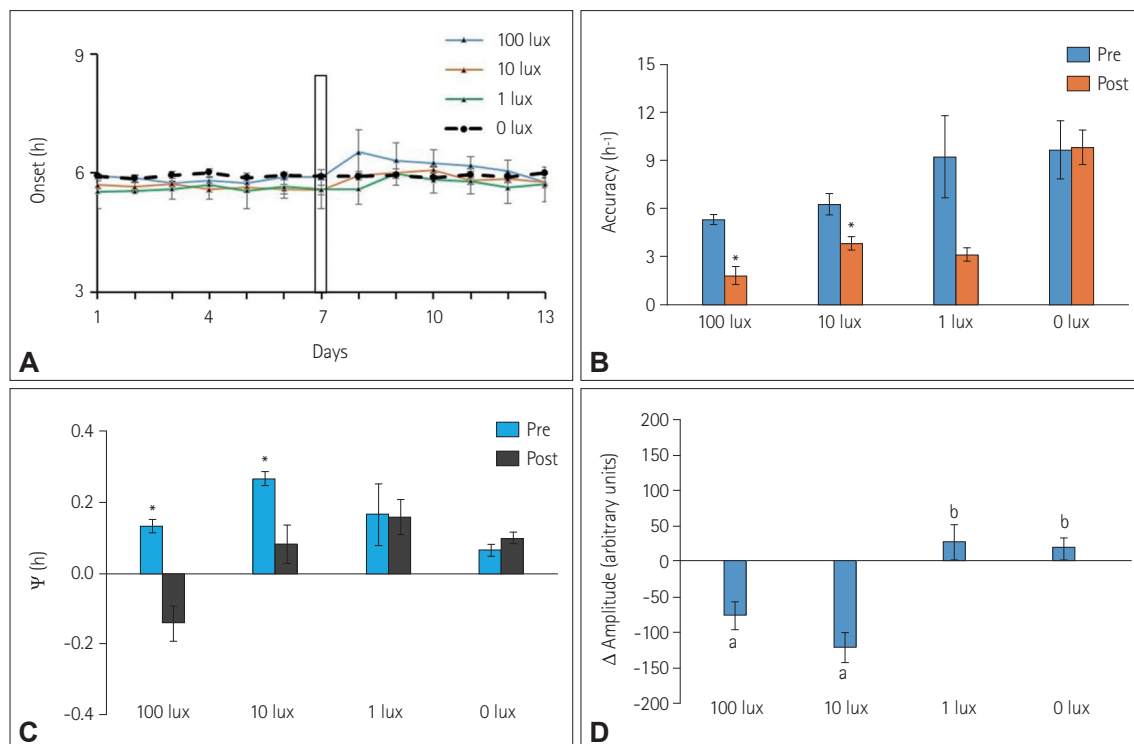 9
6
3
Onset (h)
100 lux
10 lux
1 lux
0 lux
1 4 7 10 13
Days
A
15
12
9
6
3
0
Accuracy (h⁻¹)
Pre
Post
*
*
100 lux 10 lux 1 lux 0 lux
B
0.4
0.2
0.0
-0.2
-0.4
Ψ (h)
Pre
Post
*
*
100 lux 10 lux 1 lux 0 lux
C
200
150
100
50
0
-50
-100
-150
-200
Δ Amplitude (arbitrary units)
a
a
b
b
100 lux 10 lux 1 lux 0 lux
D